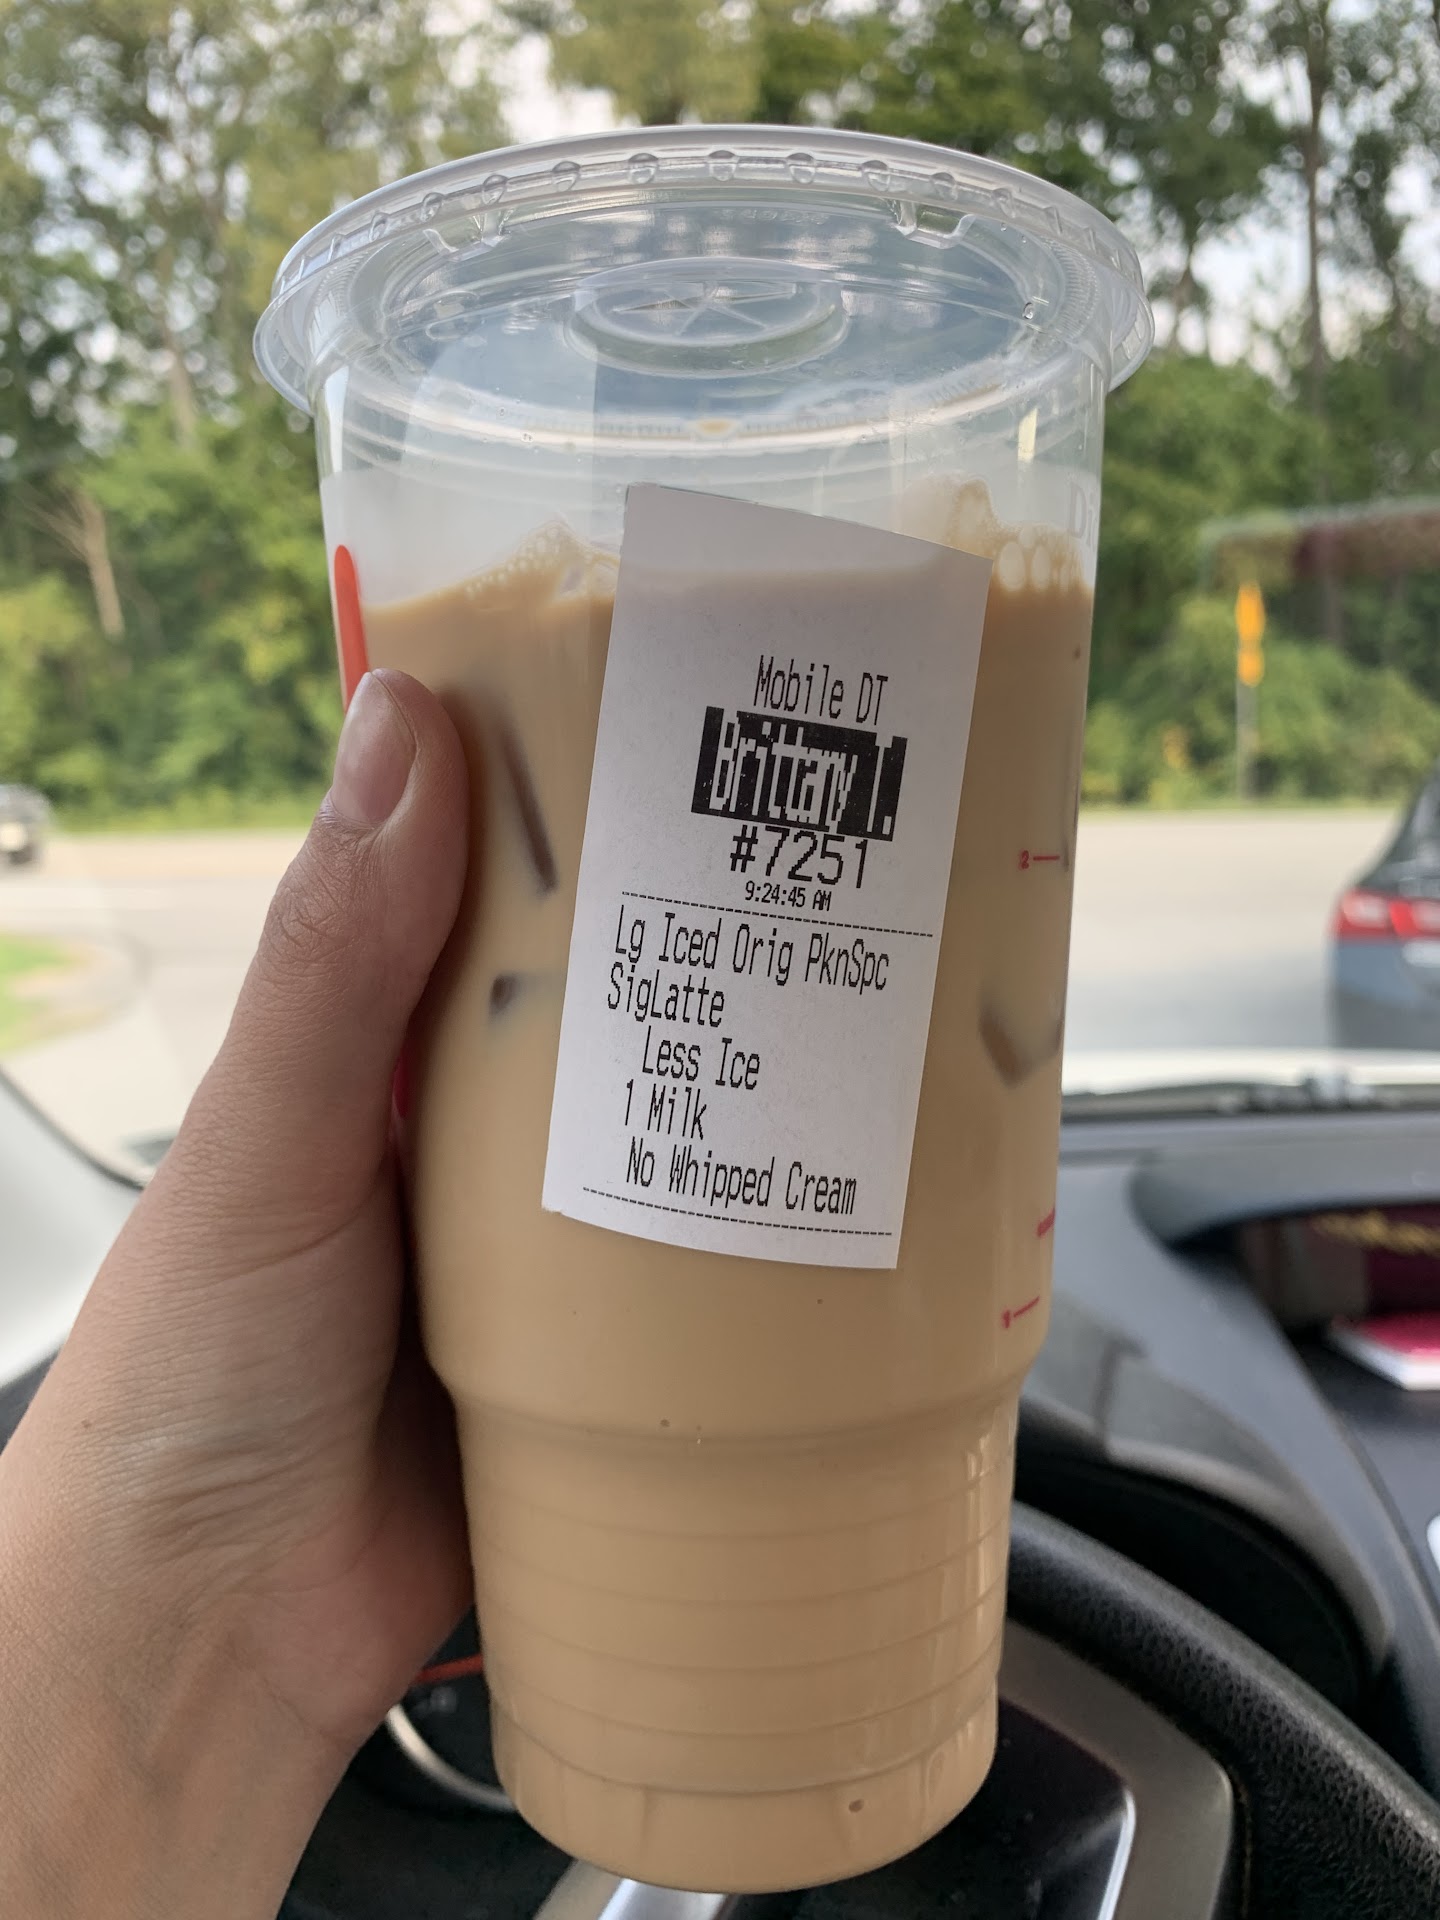 Mobile DT
Brittany T.
#7251
9:24:45 AM
Lg Iced Orig PknSpc
SigLatte
Less Ice
1 Milk
No Whipped Cream
2